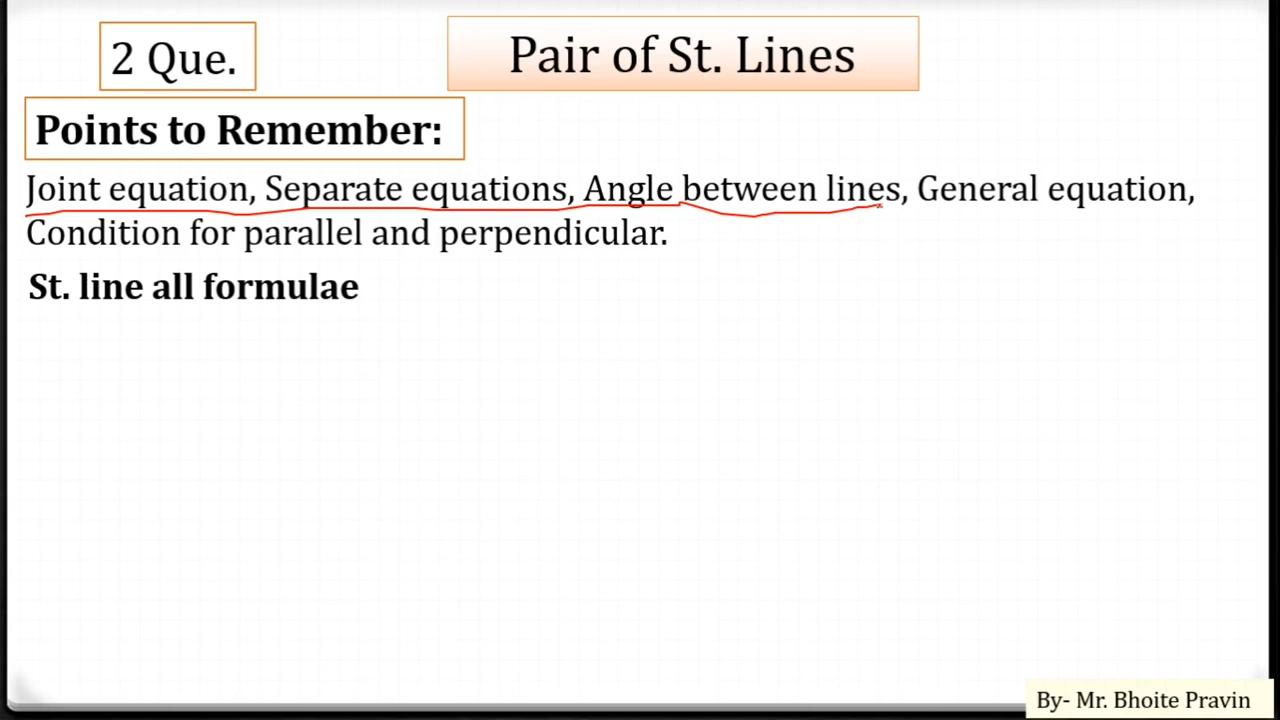 2 Que.
Pair of St. Lines
Points to Remember:
Joint equation, Separate equations, Angle between lines, General equation,
Condition for parallel and perpendicular.
St. line all formulae
By- Mr. Bhoite Pravin